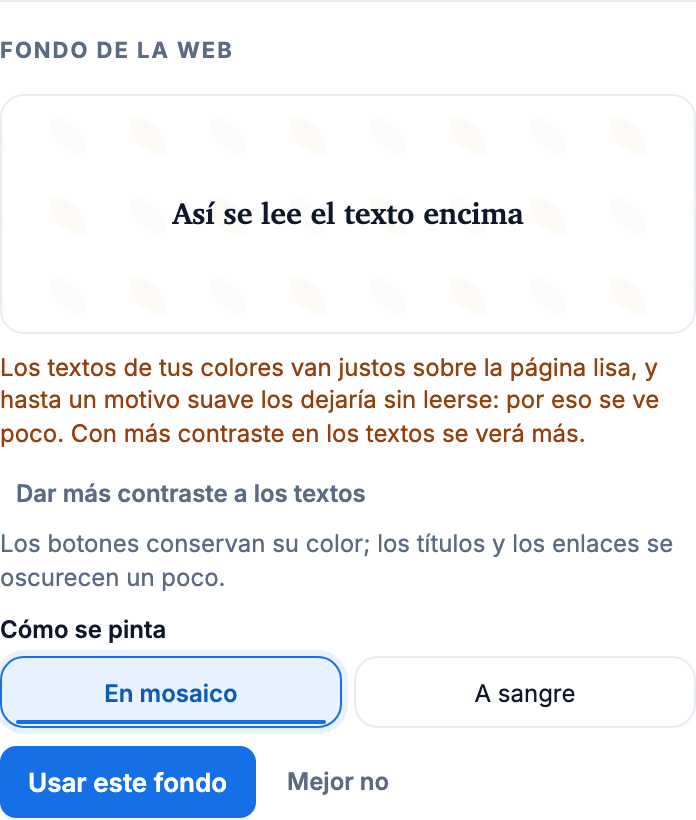 FONDO DE LA WEB
Así se lee el texto encima
Los textos de tus colores van justos sobre la página lisa, y
hasta un motivo suave los dejaría sin leerse: por eso se ve
poco. Con más contraste en los textos se verá más.
Dar más contraste a los textos
Los botones conservan su color; los títulos y los enlaces se
oscurecen un poco.
Cómo se pinta
En mosaico
A sangre
Usar este fondo
Mejor no